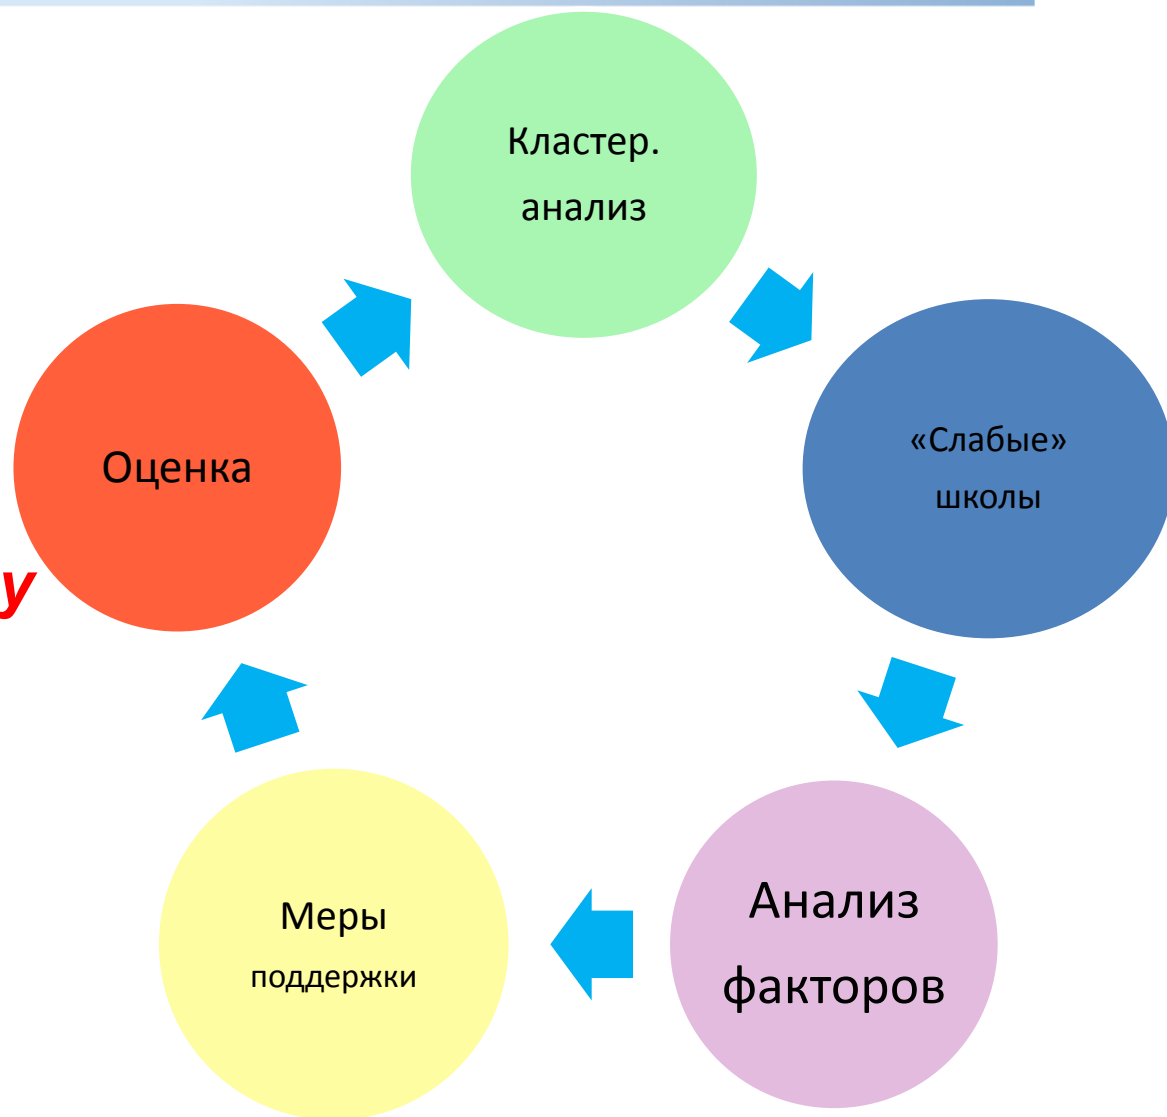 Кластер.
анализ
«Слабые»
школы
Анализ
факторов
Меры
поддержки
Оценка
у